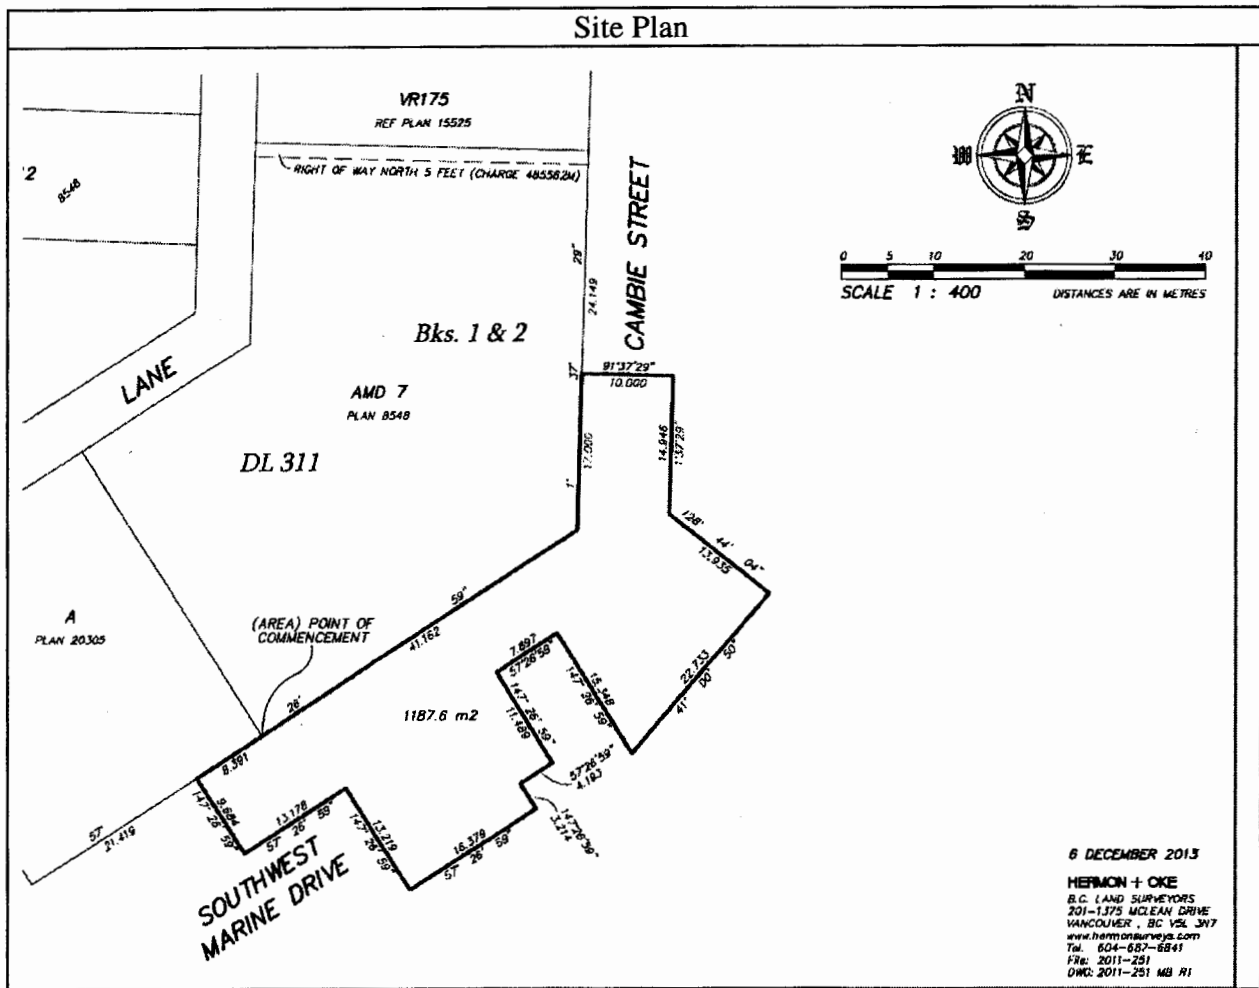 Site Plan
VR175
REF PLAN 15525
RIGHT OF WAY NORTH 5 FEET (CHARGE 485582M)
2
8548
N
W
E
S
0 5 10 20 30 40
SCALE 1 : 400
DISTANCES ARE IN METRES
CAMBIE STREET
29"
24.149
37'
Bks. 1 & 2
LANE
AMD 7
PLAN 8548
DL 311
91°37'29"
10.000
17.000
1°
14.946
1°37'29"
128° 44' 04"
13.935
A
PLAN 20305
(AREA) POINT OF
COMMENCEMENT
59"
41.162
26'
7.897
57°26'58"
15.348
147° 26' 59"
22.733
41° 00' 50"
147° 26' 59"
11.489
1187.6 m2
57°26'59"
4.193
8.391
9.684
147° 26' 59"
13.178
57° 26' 59"
13.219
147° 26' 59"
16.379
57° 26' 59"
147°26'59"
3.214
57°
21.419
SOUTHWEST
MARINE DRIVE
6 DECEMBER 2013
HERMON + OKE
B.C. LAND SURVEYORS
201-1375 MCLEAN DRIVE
VANCOUVER , BC V5L 3N7
www.hermonsurveys.com
Tel. 604-687-6841
File: 2011-251
DWG: 2011-251 MB R1